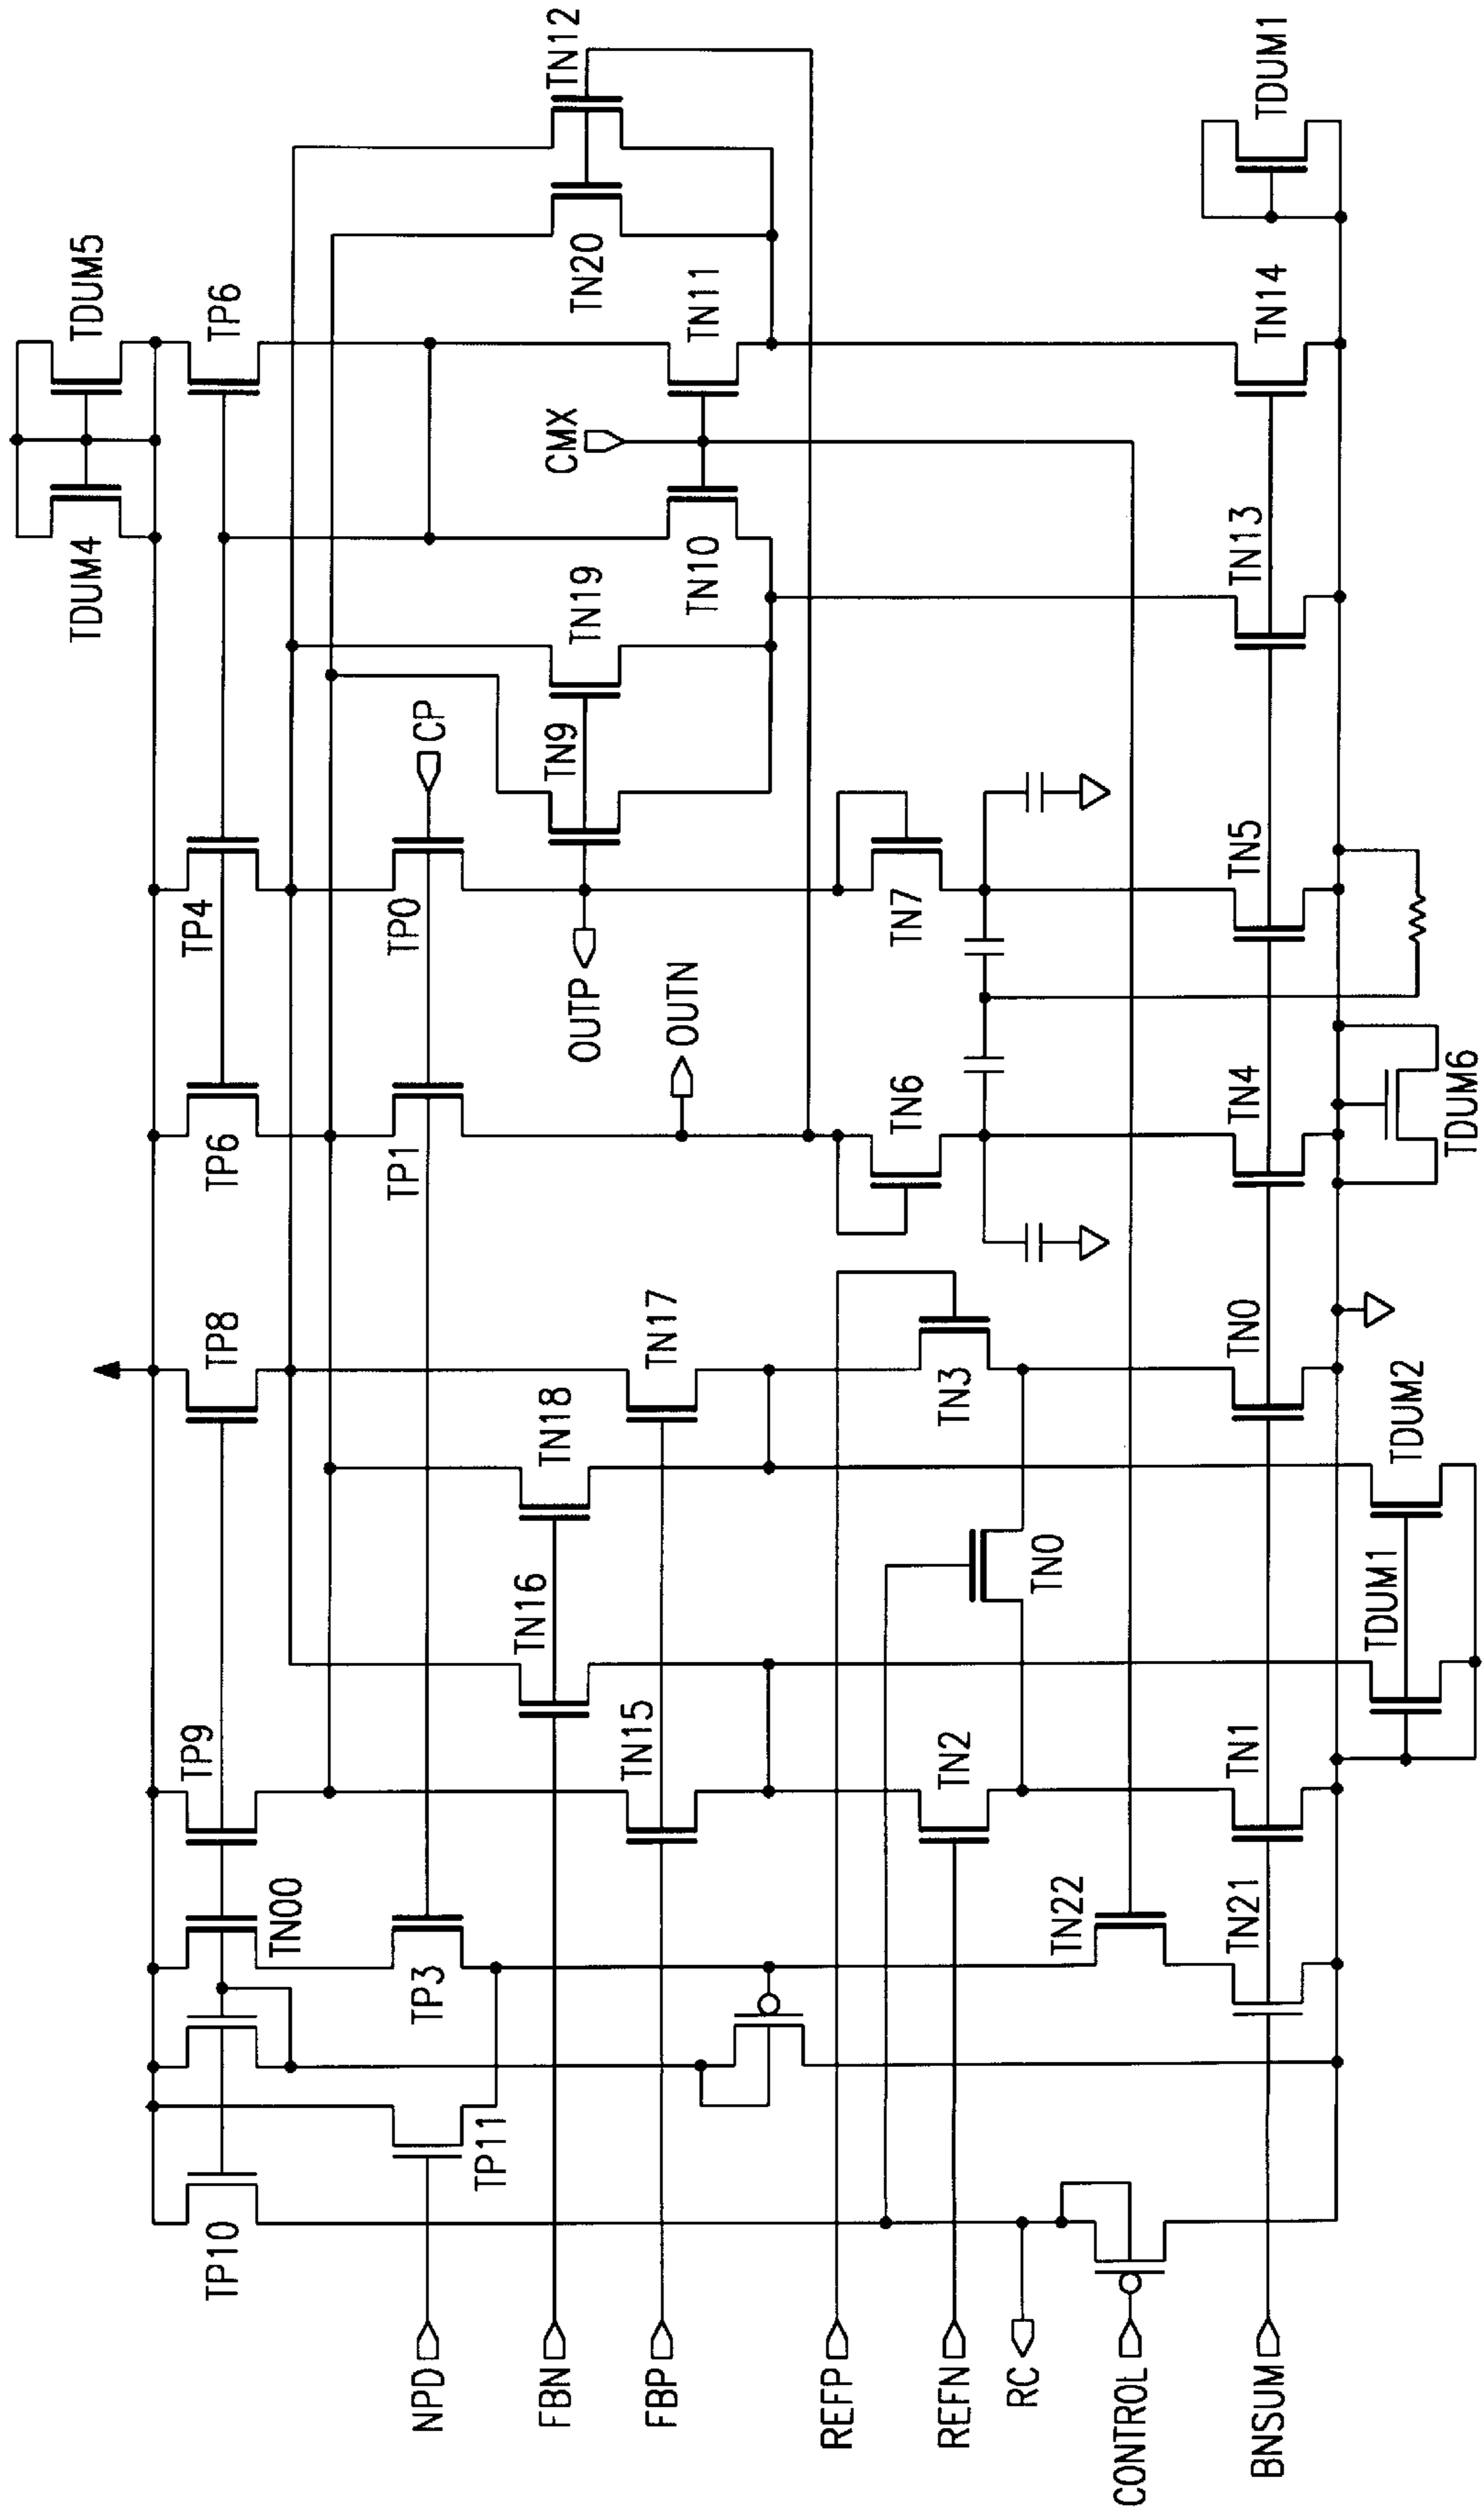 TDUM4
TDUM5
TP6
TN12
TN20
TN11
CMX
TN10
TN19
TN9
CP
TDUM1
TN14
TN13
TP4
TP0
OUTP
OUTN
TN7
TN5
TP6
TP1
TN6
TN4
TDUM6
TP8
TN17
TN18
TN3
TN0
TDUM2
TN16
TN0
TDUM1
TP9
TN15
TN2
TN1
TN00
TP3
TN22
TN21
TP11
TP10
NPD
FBN
FBP
REFP
REFN
RC
CONTROL
BNSUM